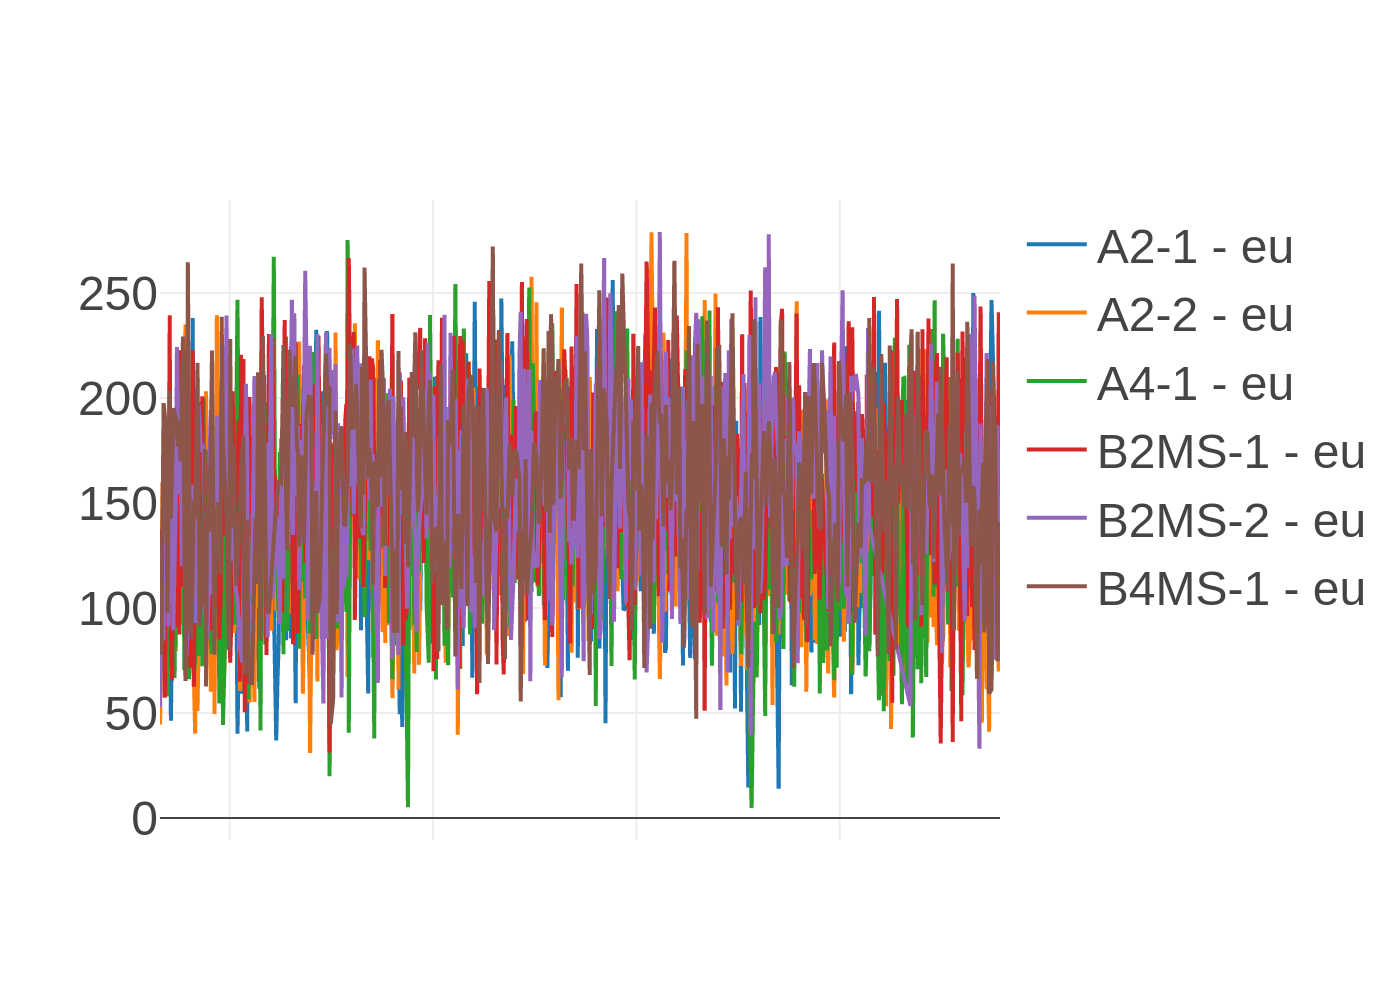 250
200
150
100
50
0
A2-1 - eu
A2-2 - eu
A4-1 - eu
B2MS-1 - eu
B2MS-2 - eu
B4MS-1 - eu